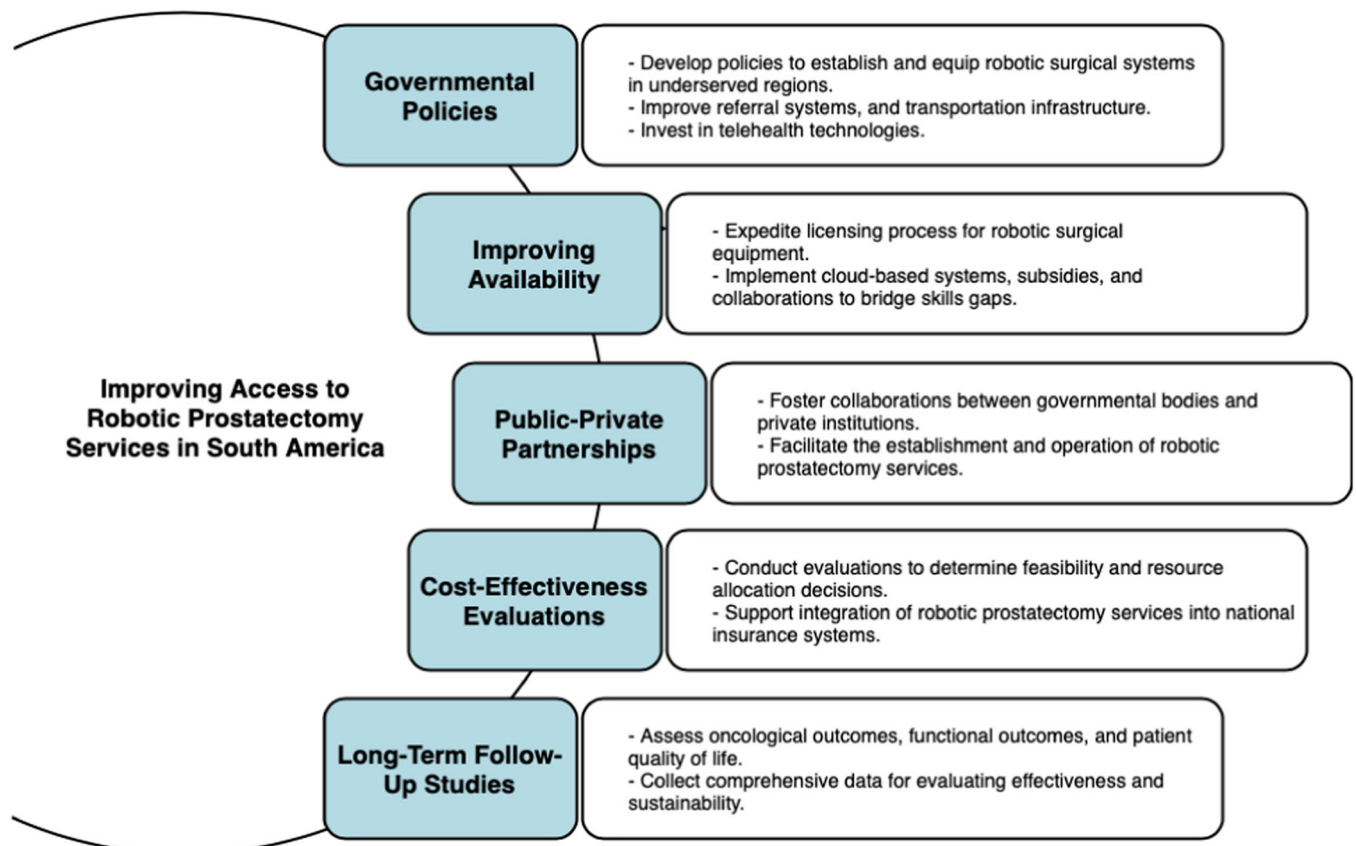 Improving Access to
Robotic Prostatectomy
Services in South America
Governmental
Policies
- Develop policies to establish and equip robotic surgical systems
in underserved regions.
- Improve referral systems, and transportation infrastructure.
- Invest in telehealth technologies.
Improving
Availability
- Expedite licensing process for robotic surgical
equipment.
- Implement cloud-based systems, subsidies, and
collaborations to bridge skills gaps.
Public-Private
Partnerships
- Foster collaborations between governmental bodies and
private institutions.
- Facilitate the establishment and operation of robotic
prostatectomy services.
Cost-Effectiveness
Evaluations
- Conduct evaluations to determine feasibility and resource
allocation decisions.
- Support integration of robotic prostatectomy services into national
insurance systems.
Long-Term Follow-
Up Studies
- Assess oncological outcomes, functional outcomes, and patient
quality of life.
- Collect comprehensive data for evaluating effectiveness and
sustainability.